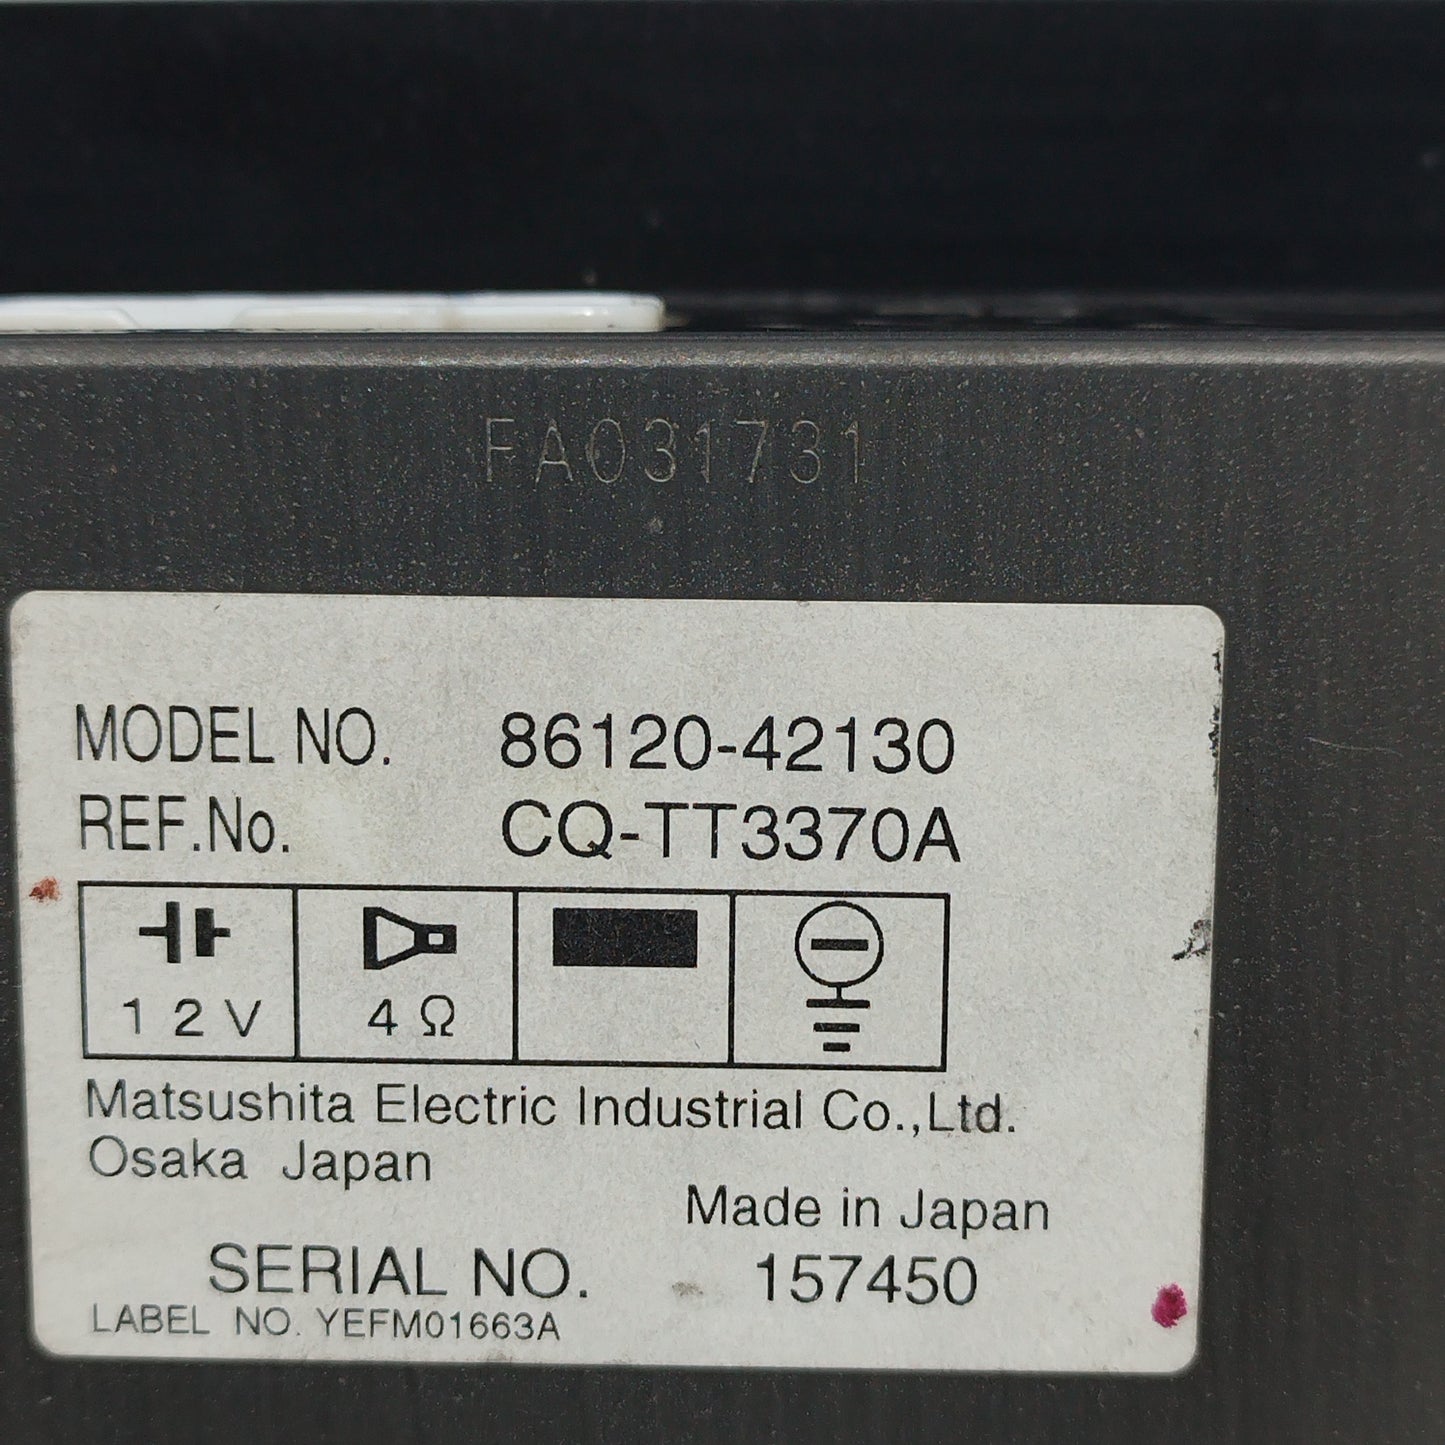 FA031731
MODEL NO. 86120-42130
REF.No. CQ-TT3370A
12V 4Ω
Matsushita Electric Industrial Co.,Ltd.
Osaka Japan
Made in Japan
SERIAL NO. 157450
LABEL NO. YEFM01663A